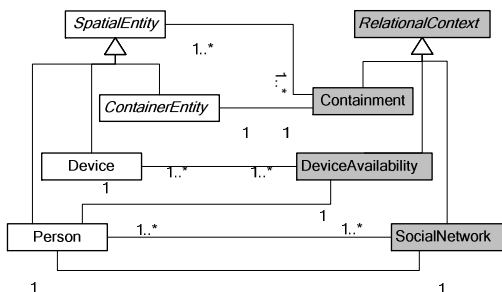 SpatialEntity
RelationalContext
1..*
1..*
ContainerEntity
Containment
1
1
Device
1..*
1..*
DeviceAvailability
1
1
Person
1..*
1..*
SocialNetwork
1
1